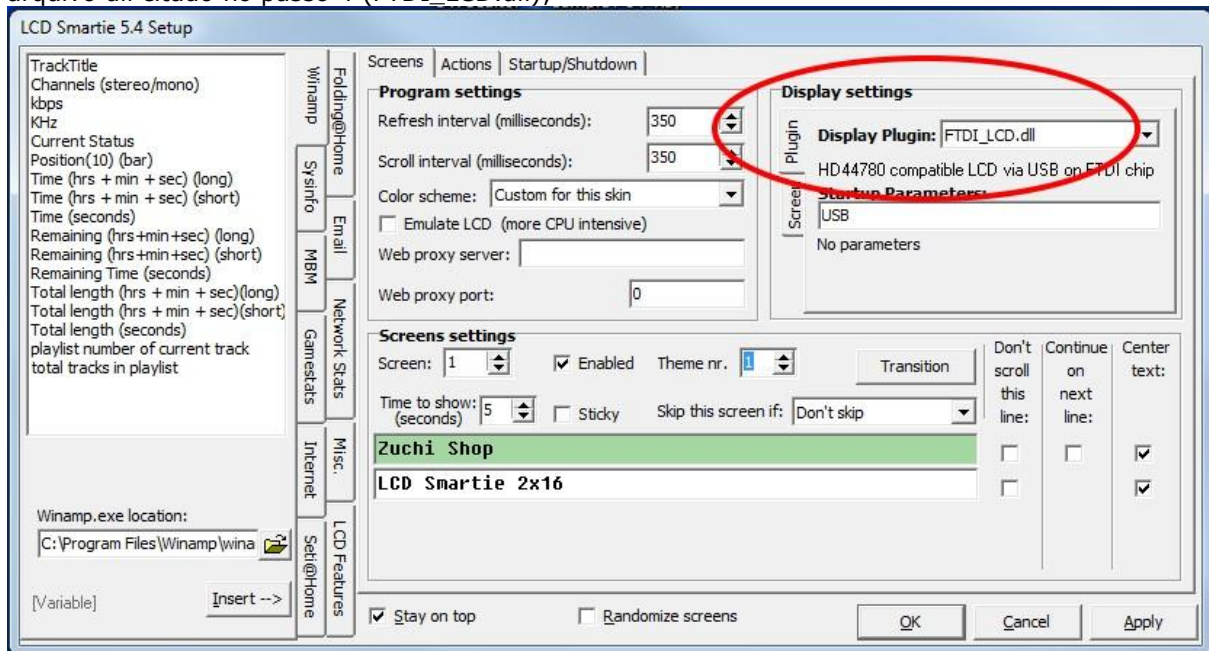 arquivo dll citado no passo 4 (FTDI_LCD.dll);
LCD Smartie 5.4 Setup
TrackTitle
Channels (stereo/mono)
kbps
KHz
Current Status
Position(10) (bar)
Time (hrs + min + sec) (long)
Time (hrs + min + sec) (short)
Time (seconds)
Remaining (hrs+min+sec) (long)
Remaining (hrs+min+sec) (short)
Remaining Time (seconds)
Total length (hrs + min + sec)(long)
Total length (hrs + min + sec)(short)
Total length (seconds)
playlist number of current track
total tracks in playlist
Winamp.exe location:
C:\Program Files\Winamp\wina
[Variable]
Insert -->
Winamp
Sysinfo
MBM
Gamestats
Internet
Seti@Home
Folding@Home
Email
Network Stats
Misc.
LCD Features
Screens
Actions
Startup/Shutdown
Program settings
Refresh interval (milliseconds): 350
Scroll interval (milliseconds): 350
Color scheme: Custom for this skin
Emulate LCD (more CPU intensive)
Web proxy server:
Web proxy port: 0
Display settings
Plugin
Screen
Display Plugin: FTDI_LCD.dll
HD44780 compatible LCD via USB on FTDI chip
Startup Parameters:
USB
No parameters
Screens settings
Screen: 1 Enabled Theme nr. 1 Transition
Time to show: 5 Sticky Skip this screen if: Don't skip
(seconds)
Don't scroll this line:
Continue on next line:
Center text:
Zuchi Shop
LCD Smartie 2x16
Stay on top
Randomize screens
OK
Cancel
Apply